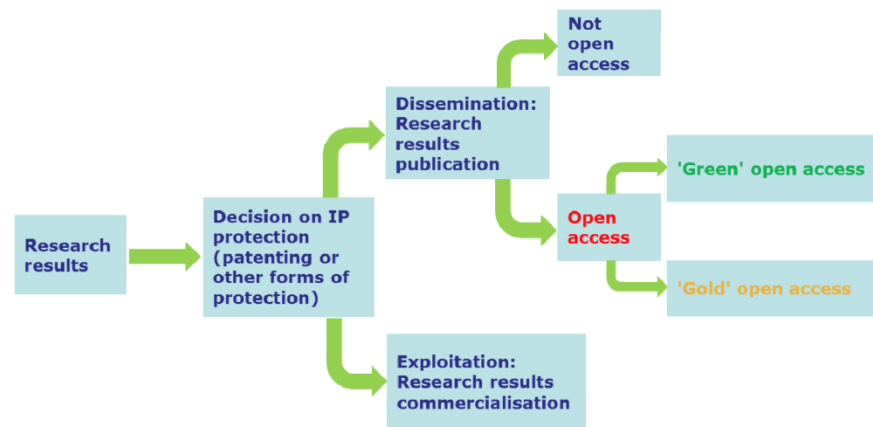 Research
results
Decision on IP
protection
(patenting or
other forms of
protection)
Dissemination:
Research
results
publication
Exploitation:
Research results
commercialisation
Not
open
access
Open
access
'Green' open access
'Gold' open access